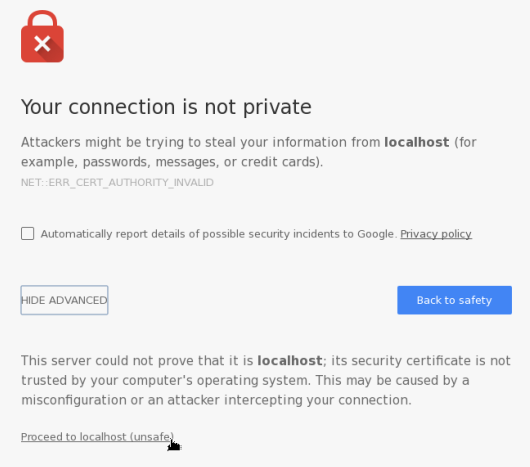 Your connection is not private
Attackers might be trying to steal your information from localhost (for
example, passwords, messages, or credit cards).
NET::ERR_CERT_AUTHORITY_INVALID
Automatically report details of possible security incidents to Google. Privacy policy
HIDE ADVANCED
Back to safety
This server could not prove that it is localhost; its security certificate is not
trusted by your computer's operating system. This may be caused by a
misconfiguration or an attacker intercepting your connection.
Proceed to localhost (unsafe)